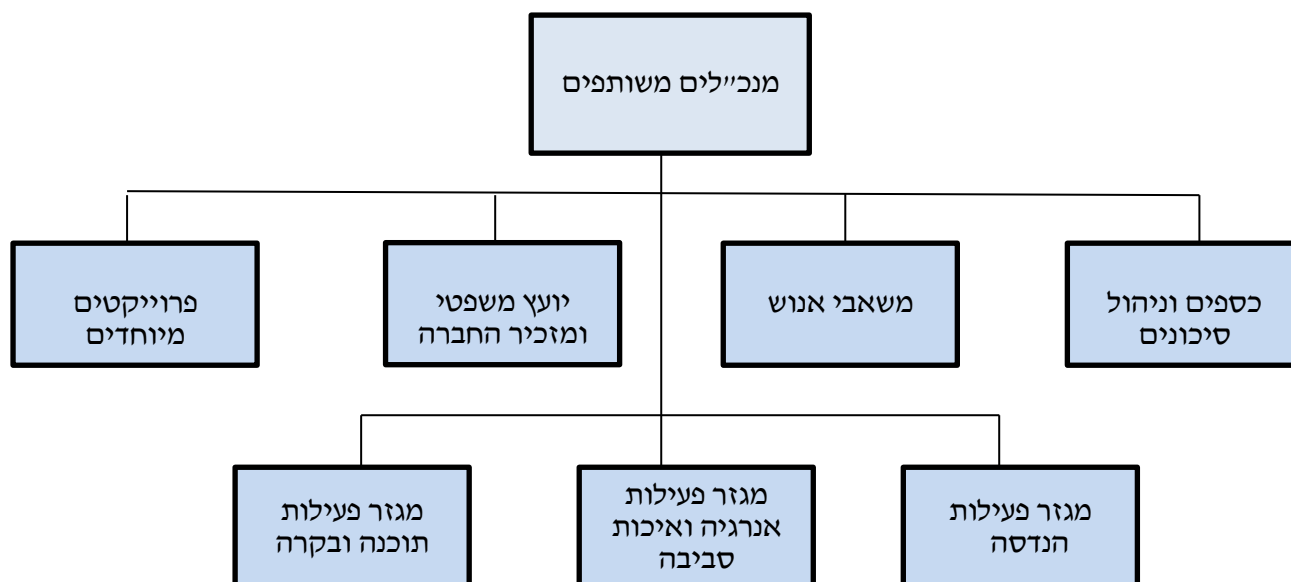 מנכ״לים משותפים
כספים וניהול
סיכונים
משאבי אנוש
יועץ משפטי
ומזכיר החברה
פרוייקטים
מיוחדים
מגזר פעילות
הנדסה
מגזר פעילות
אנרגיה ואיכות
סביבה
מגזר פעילות
תוכנה ובקרה